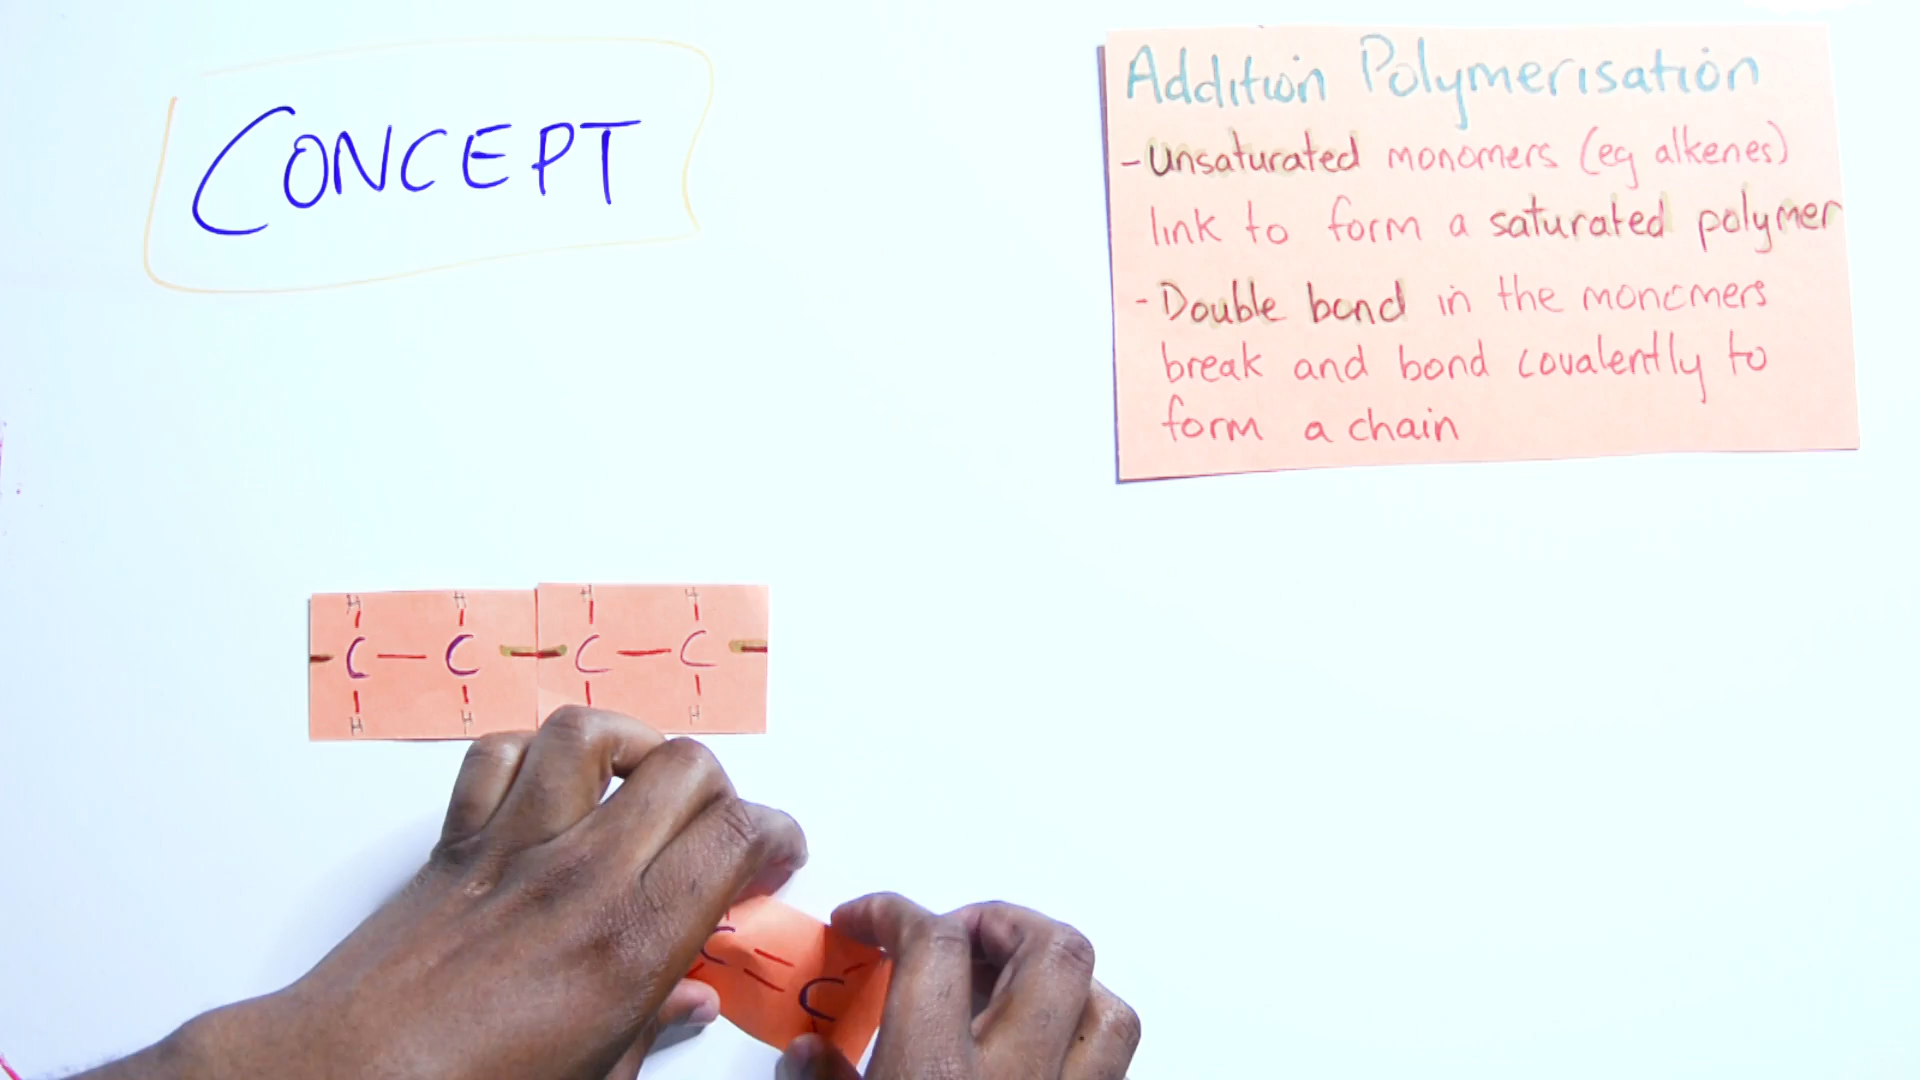 CONCEPT
Addition Polymerisation
- Unsaturated monomers (eg alkenes)
link to form a saturated polymer
- Double bond in the monomers
break and bond covalently to
form a chain
H H H H
C — C — C — C
H H H
C = C